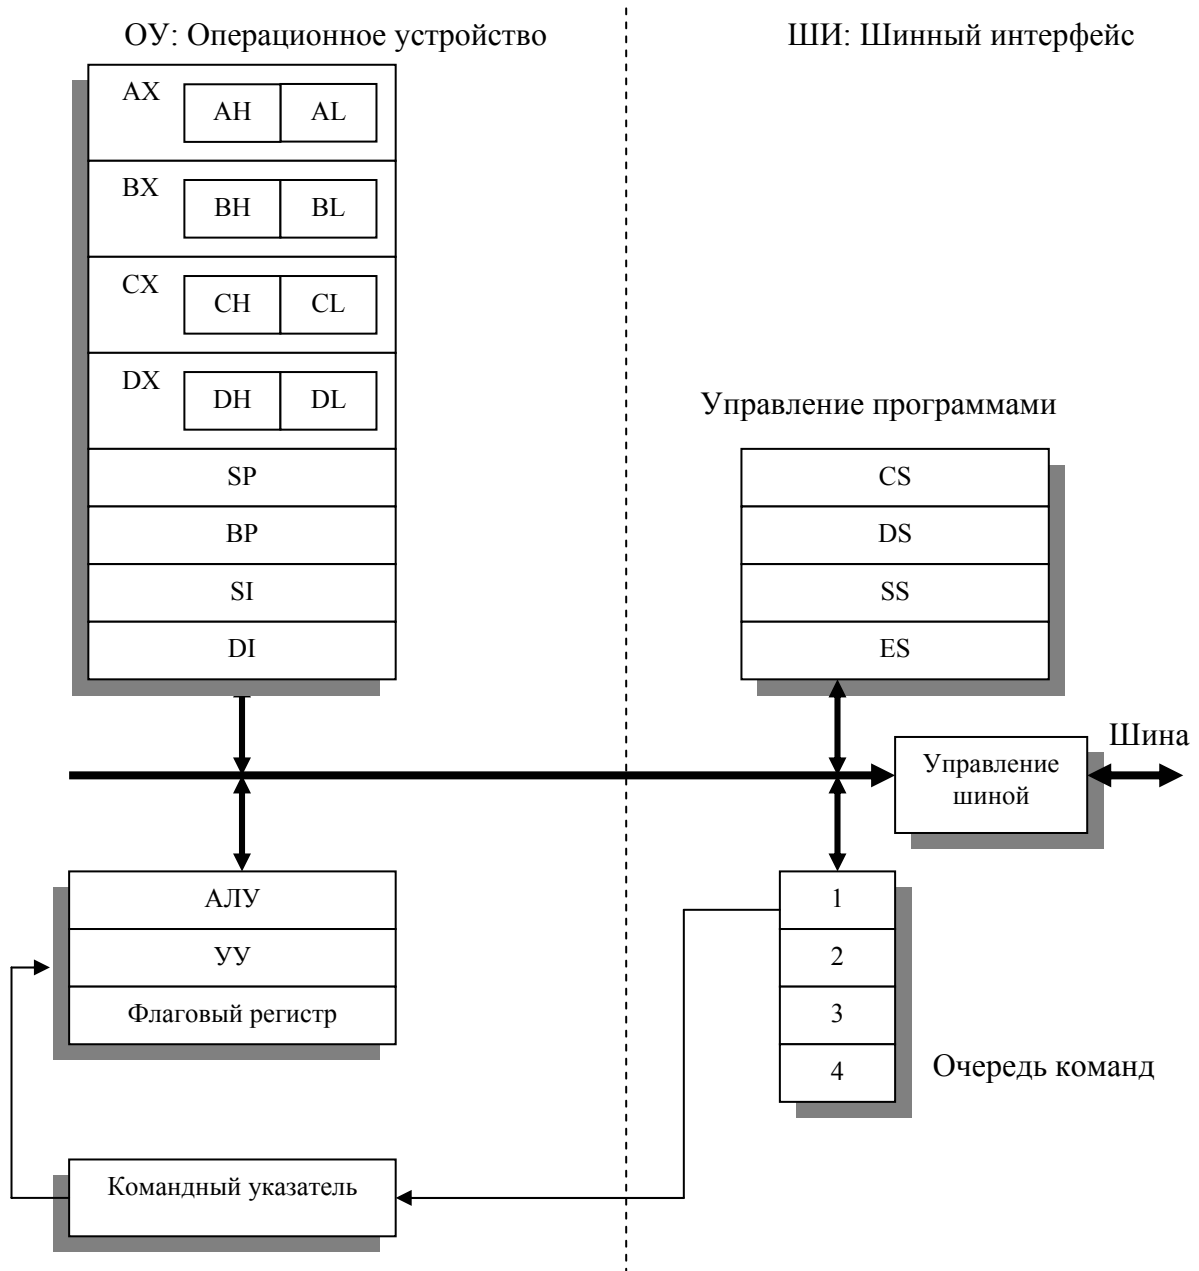 ОУ: Операционное устройство
ШИ: Шинный интерфейс
AX
AH
AL
BX
BH
BL
CX
CH
CL
DX
DH
DL
SP
BP
SI
DI
Управление программами
CS
DS
SS
ES
Шина
Управление
шиной
АЛУ
УУ
Флаговый регистр
1
2
3
4
Очередь команд
Командный указатель